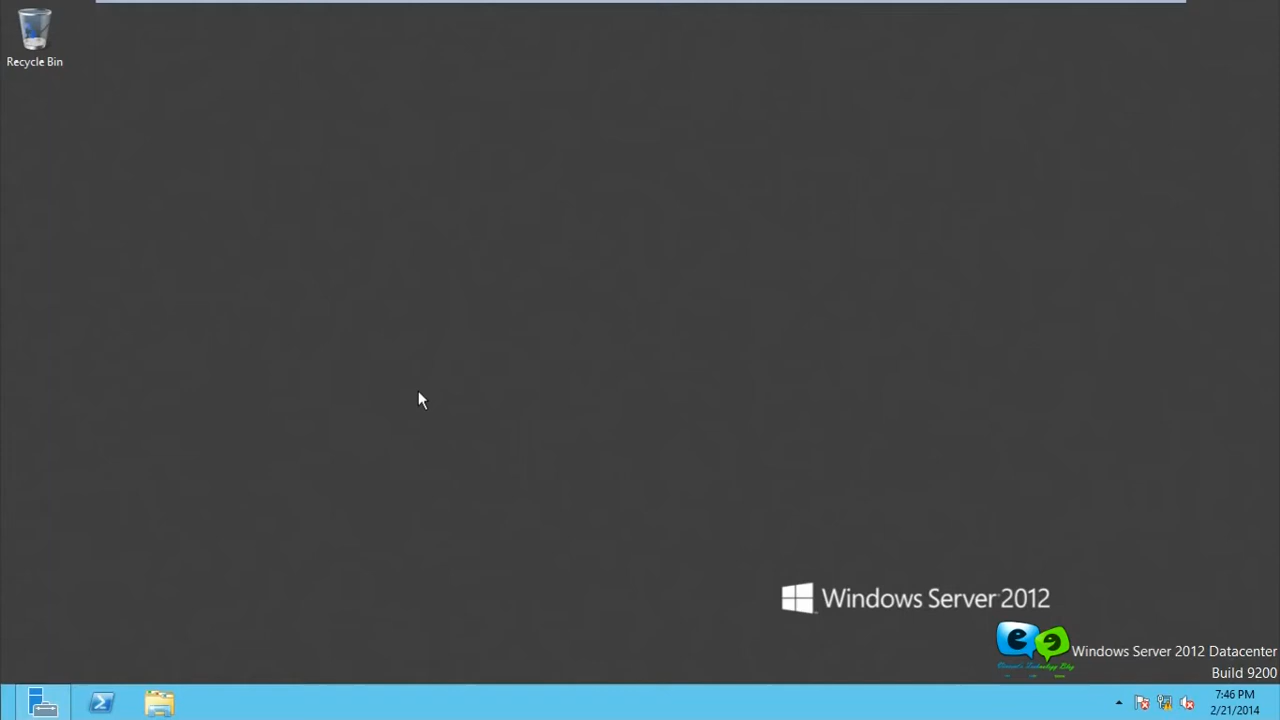 Recycle Bin
Windows Server 2012
Windows Server 2012 Datacenter
Build 9200
7:46 PM
2/21/2014